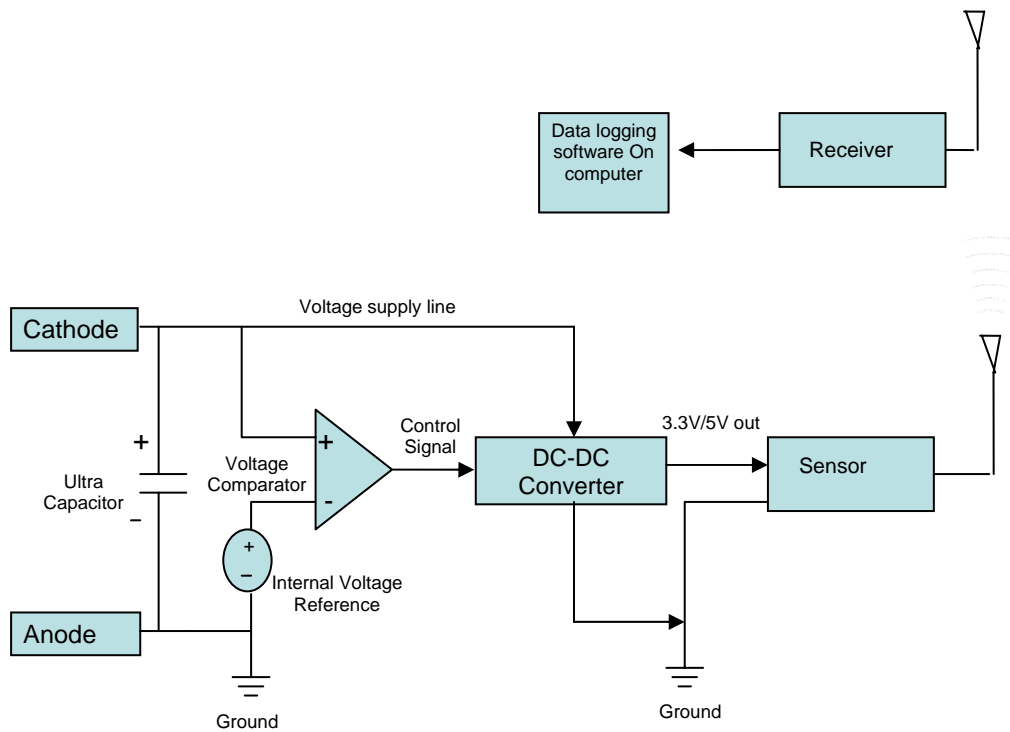 Data logging
software On
computer
Receiver
Voltage supply line
Cathode
+
Ultra
Capacitor
–
Voltage
Comparator
+
-
Control
Signal
DC-DC
Converter
3.3V/5V out
Sensor
+
–
Internal Voltage
Reference
Anode
Ground
Ground